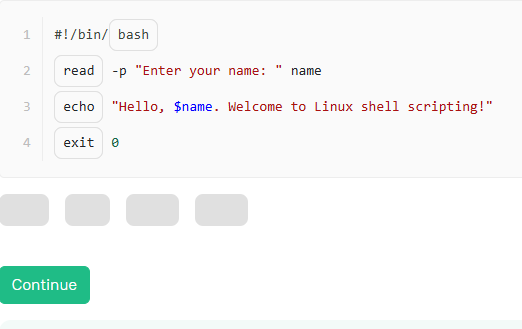 1 #!/bin/ bash
2 read -p "Enter your name: " name
3 echo "Hello, $name. Welcome to Linux shell scripting!"
4 exit 0
Continue